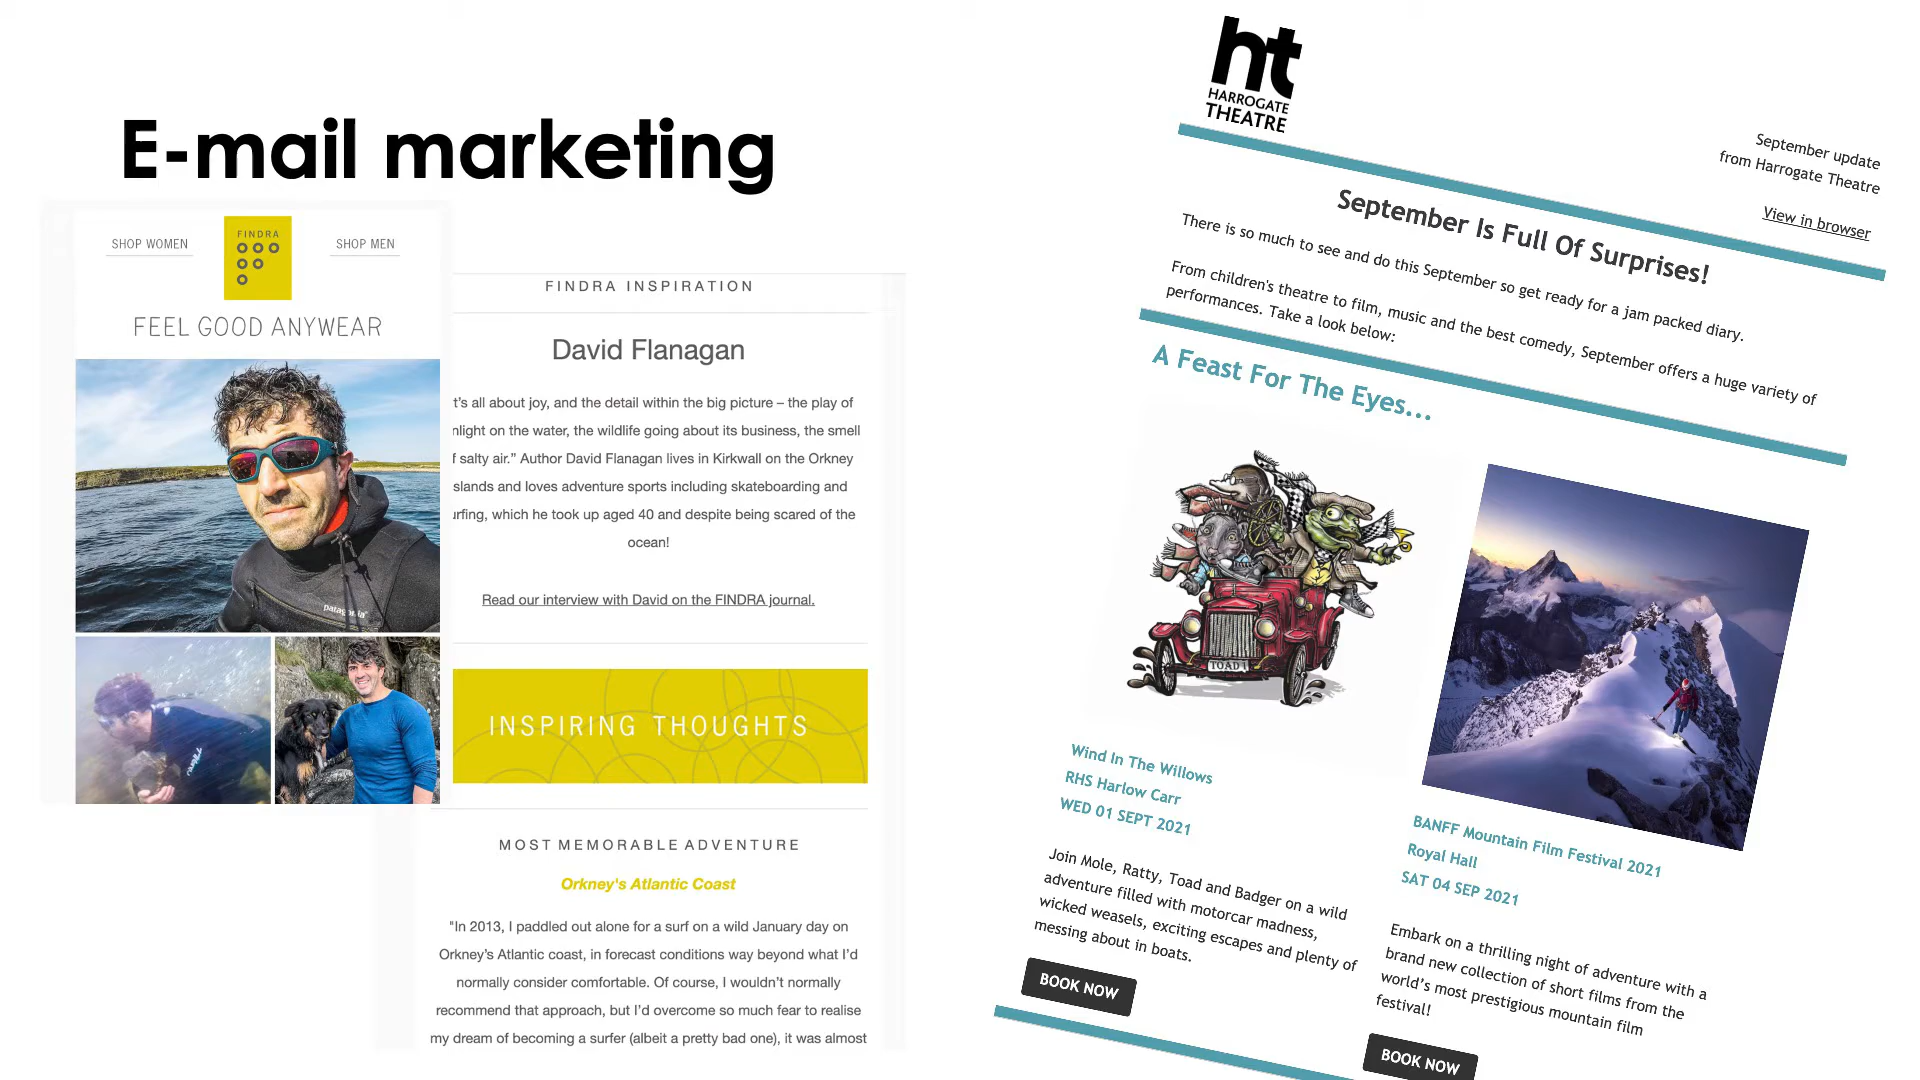 E-mail marketing
SHOP WOMEN
FINDRA
SHOP MEN
FEEL GOOD ANYWEAR
patagonia
FINDRA INSPIRATION
David Flanagan
t's all about joy, and the detail within the big picture – the play of
nlight on the water, the wildlife going about its business, the smell
f salty air.” Author David Flanagan lives in Kirkwall on the Orkney
slands and loves adventure sports including skateboarding and
urfing, which he took up aged 40 and despite being scared of the
ocean!
Read our interview with David on the FINDRA journal.
INSPIRING THOUGHTS
MOST MEMORABLE ADVENTURE
Orkney's Atlantic Coast
"In 2013, I paddled out alone for a surf on a wild January day on
Orkney’s Atlantic coast, in forecast conditions way beyond what I’d
normally consider comfortable. Of course, I wouldn’t normally
recommend that approach, but I’d overcome so much fear to realise
my dream of becoming a surfer (albeit a pretty bad one), it was almost
ht
HARROGATE
THEATRE
September update
from Harrogate Theatre
View in browser
September Is Full Of Surprises!
There is so much to see and do this September so get ready for a jam packed diary.
From children's theatre to film, music and the best comedy, September offers a huge variety of
performances. Take a look below:
A Feast For The Eyes...
TOAD 1
Wind In The Willows
RHS Harlow Carr
WED 01 SEPT 2021
Join Mole, Ratty, Toad and Badger on a wild
adventure filled with motorcar madness,
wicked weasels, exciting escapes and plenty of
messing about in boats.
BOOK NOW
BANFF Mountain Film Festival 2021
Royal Hall
SAT 04 SEP 2021
Embark on a thrilling night of adventure with a
brand new collection of short films from the
world’s most prestigious mountain film
festival!
BOOK NOW